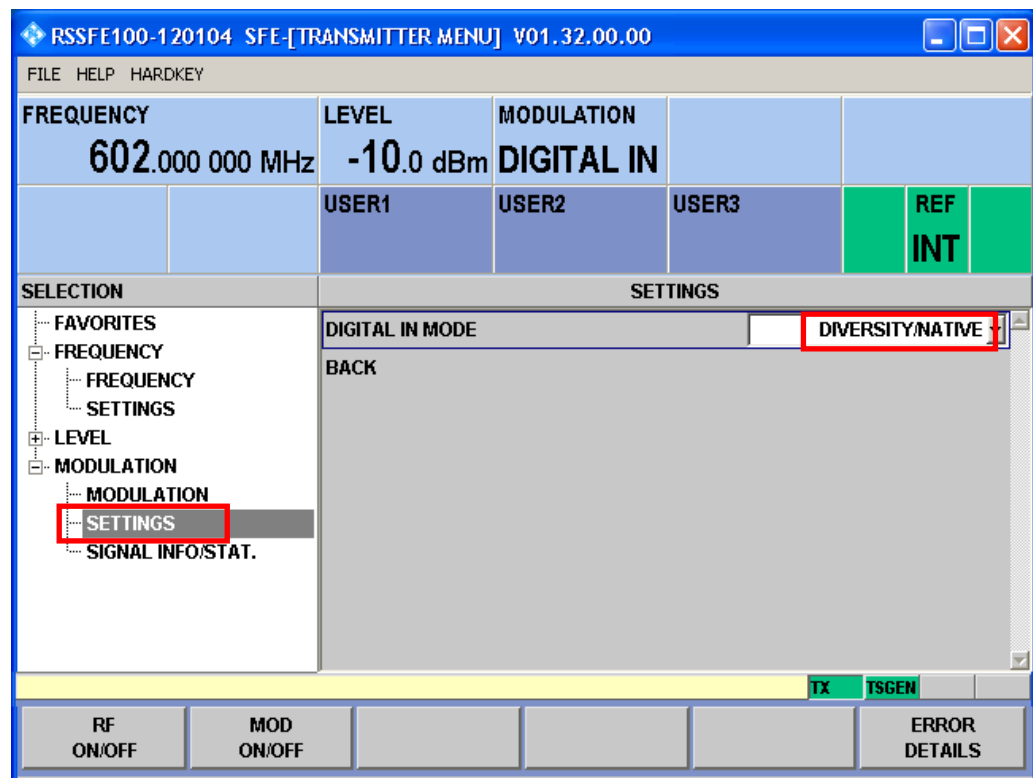 RSSFE100-120104 SFE-[TRANSMITTER MENU] V01.32.00.00
FILE HELP HARDKEY
FREQUENCY
602.000 000 MHz
LEVEL
-10.0 dBm
MODULATION
DIGITAL IN
USER1
USER2
USER3
REF
INT
SELECTION
FAVORITES
FREQUENCY
FREQUENCY
SETTINGS
LEVEL
MODULATION
MODULATION
SETTINGS
SIGNAL INFO/STAT.
SETTINGS
DIGITAL IN MODE
DIVERSITY/NATIVE
BACK
TX
TSGEN
RF
ON/OFF
MOD
ON/OFF
ERROR
DETAILS